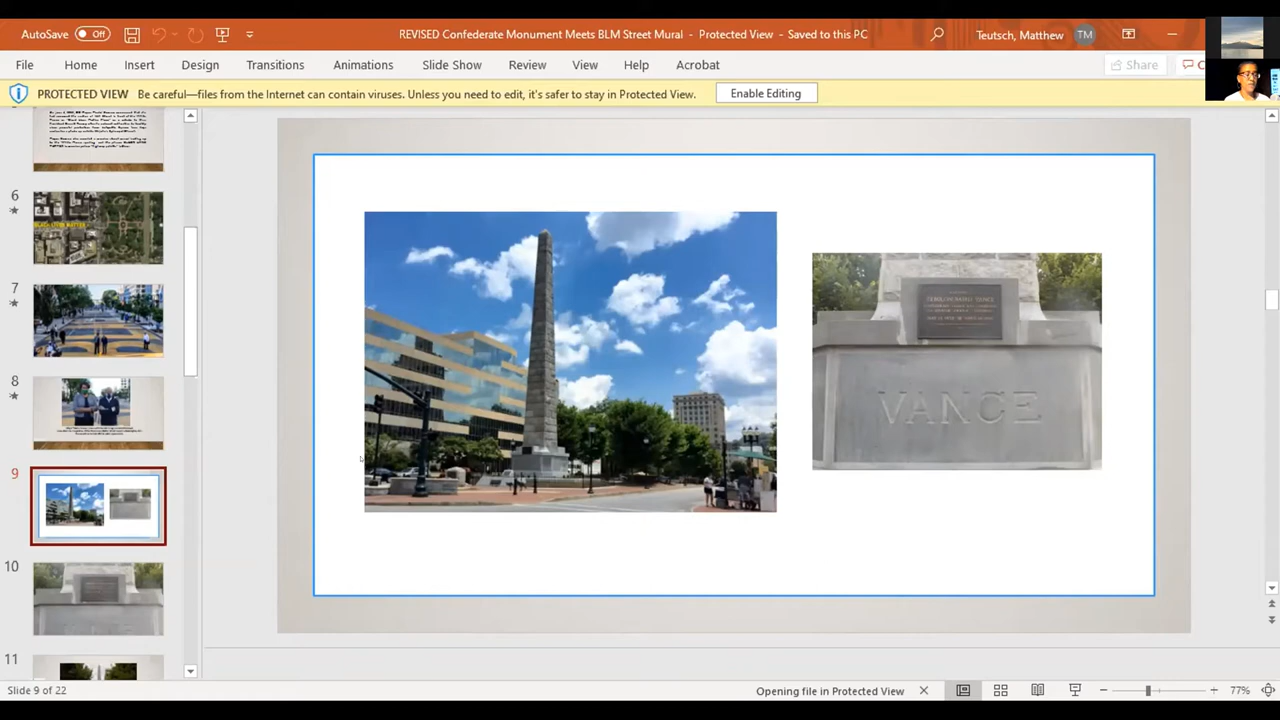 AutoSave Off
REVISED Confederate Monument Meets BLM Street Mural - Protected View - Saved to this PC
Teutsch, Matthew TM
File Home Insert Design Transitions Animations Slide Show Review View Help Acrobat Share C
PROTECTED VIEW Be careful—files from the Internet can contain viruses. Unless you need to edit, it's safer to stay in Protected View. Enable Editing
6
BLACK LIVES MATTER
7
8
9
10
11
VANCE
Slide 9 of 22 Opening file in Protected View 77%